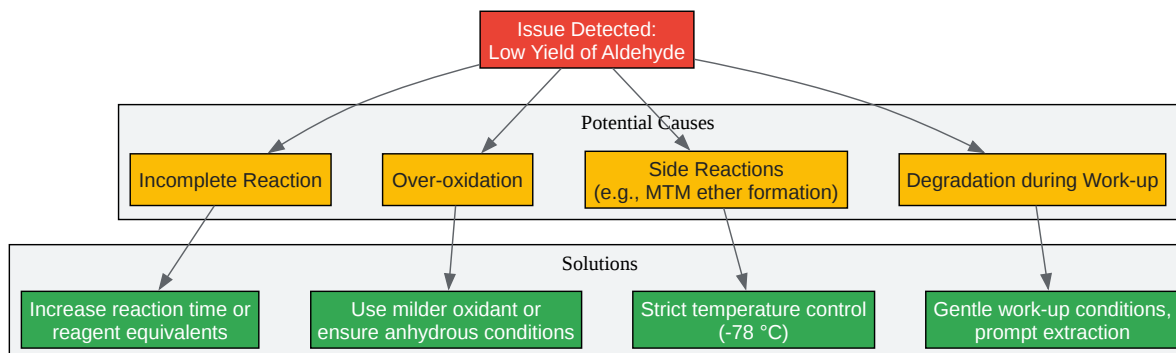 Issue Detected:
Low Yield of Aldehyde
Potential Causes
Incomplete Reaction
Over-oxidation
Side Reactions
(e.g., MTM ether formation)
Degradation during Work-up
Solutions
Increase reaction time or
reagent equivalents
Use milder oxidant or
ensure anhydrous conditions
Strict temperature control
(-78 °C)
Gentle work-up conditions,
prompt extraction